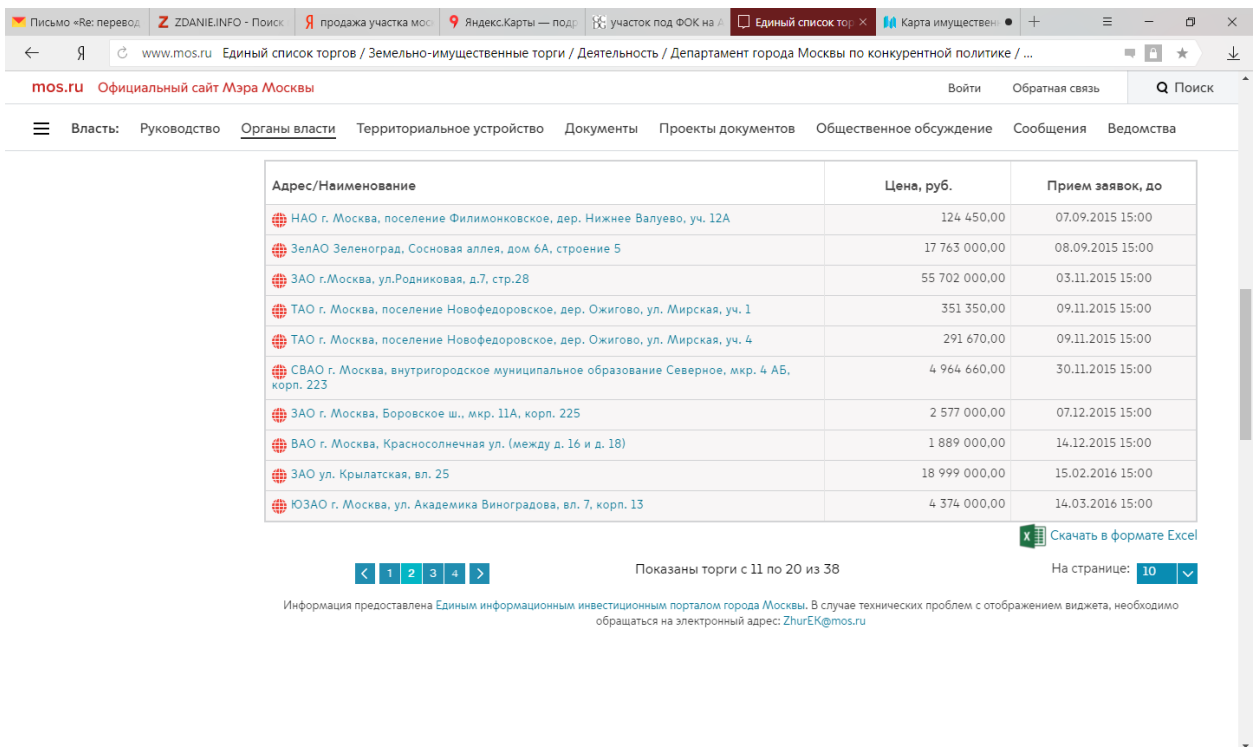 Письмо «Re: перевод
Z ZDANIE.INFO - Поиск
Я продажа участка мос
Яндекс.Карты — подр
участок под ФОК на А
Единый список тор
Карта имуществен
www.mos.ru Единый список торгов / Земельно-имущественные торги / Деятельность / Департамент города Москвы по конкурентной политике / ...
mos.ru Официальный сайт Мэра Москвы
Войти
Обратная связь
Поиск
Власть: Руководство Органы власти Территориальное устройство Документы Проекты документов Общественное обсуждение Сообщения Ведомства
Адрес/Наименование Цена, руб. Прием заявок, до
НАО г. Москва, поселение Филимонковское, дер. Нижнее Валуево, уч. 12А 124 450,00 07.09.2015 15:00
ЗелАО Зеленоград, Сосновая аллея, дом 6А, строение 5 17 763 000,00 08.09.2015 15:00
ЗАО г.Москва, ул.Родниковая, д.7, стр.28 55 702 000,00 03.11.2015 15:00
ТАО г. Москва, поселение Новофедоровское, дер. Ожигово, ул. Мирская, уч. 1 351 350,00 09.11.2015 15:00
ТАО г. Москва, поселение Новофедоровское, дер. Ожигово, ул. Мирская, уч. 4 291 670,00 09.11.2015 15:00
СВАО г. Москва, внутригородское муниципальное образование Северное, мкр. 4 АБ, 4 964 660,00 30.11.2015 15:00
корп. 223
ЗАО г. Москва, Боровское ш., мкр. 11А, корп. 225 2 577 000,00 07.12.2015 15:00
ВАО г. Москва, Красносолнечная ул. (между д. 16 и д. 18) 1 889 000,00 14.12.2015 15:00
ЗАО ул. Крылатская, вл. 25 18 999 000,00 15.02.2016 15:00
ЮЗАО г. Москва, ул. Академика Виноградова, вл. 7, корп. 13 4 374 000,00 14.03.2016 15:00
Скачать в формате Excel
1 2 3 4 Показаны торги с 11 по 20 из 38 На странице: 10
Информация предоставлена Единым информационным инвестиционным порталом города Москвы. В случае технических проблем с отображением виджета, необходимо
обращаться на электронный адрес: ZhurEK@mos.ru